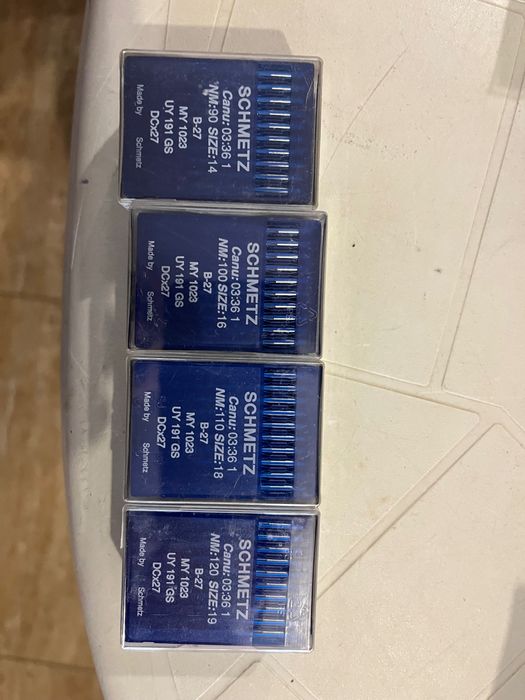 SCHMETZ
Canu: 03:36 1
NM:90 SIZE:14
B-27
MY 1023
UY 191 GS
DCx27
Made by Schmetz
SCHMETZ
Canu: 03:36 1
NM:100 SIZE:16
B-27
MY 1023
UY 191 GS
DCx27
Made by Schmetz
SCHMETZ
Canu: 03:36 1
NM:110 SIZE:18
B-27
MY 1023
UY 191 GS
DCx27
Made by Schmetz
SCHMETZ
Canu: 03:36 1
NM:120 SIZE:19
B-27
MY 1023
UY 191 GS
DCx27
Made by Schmetz